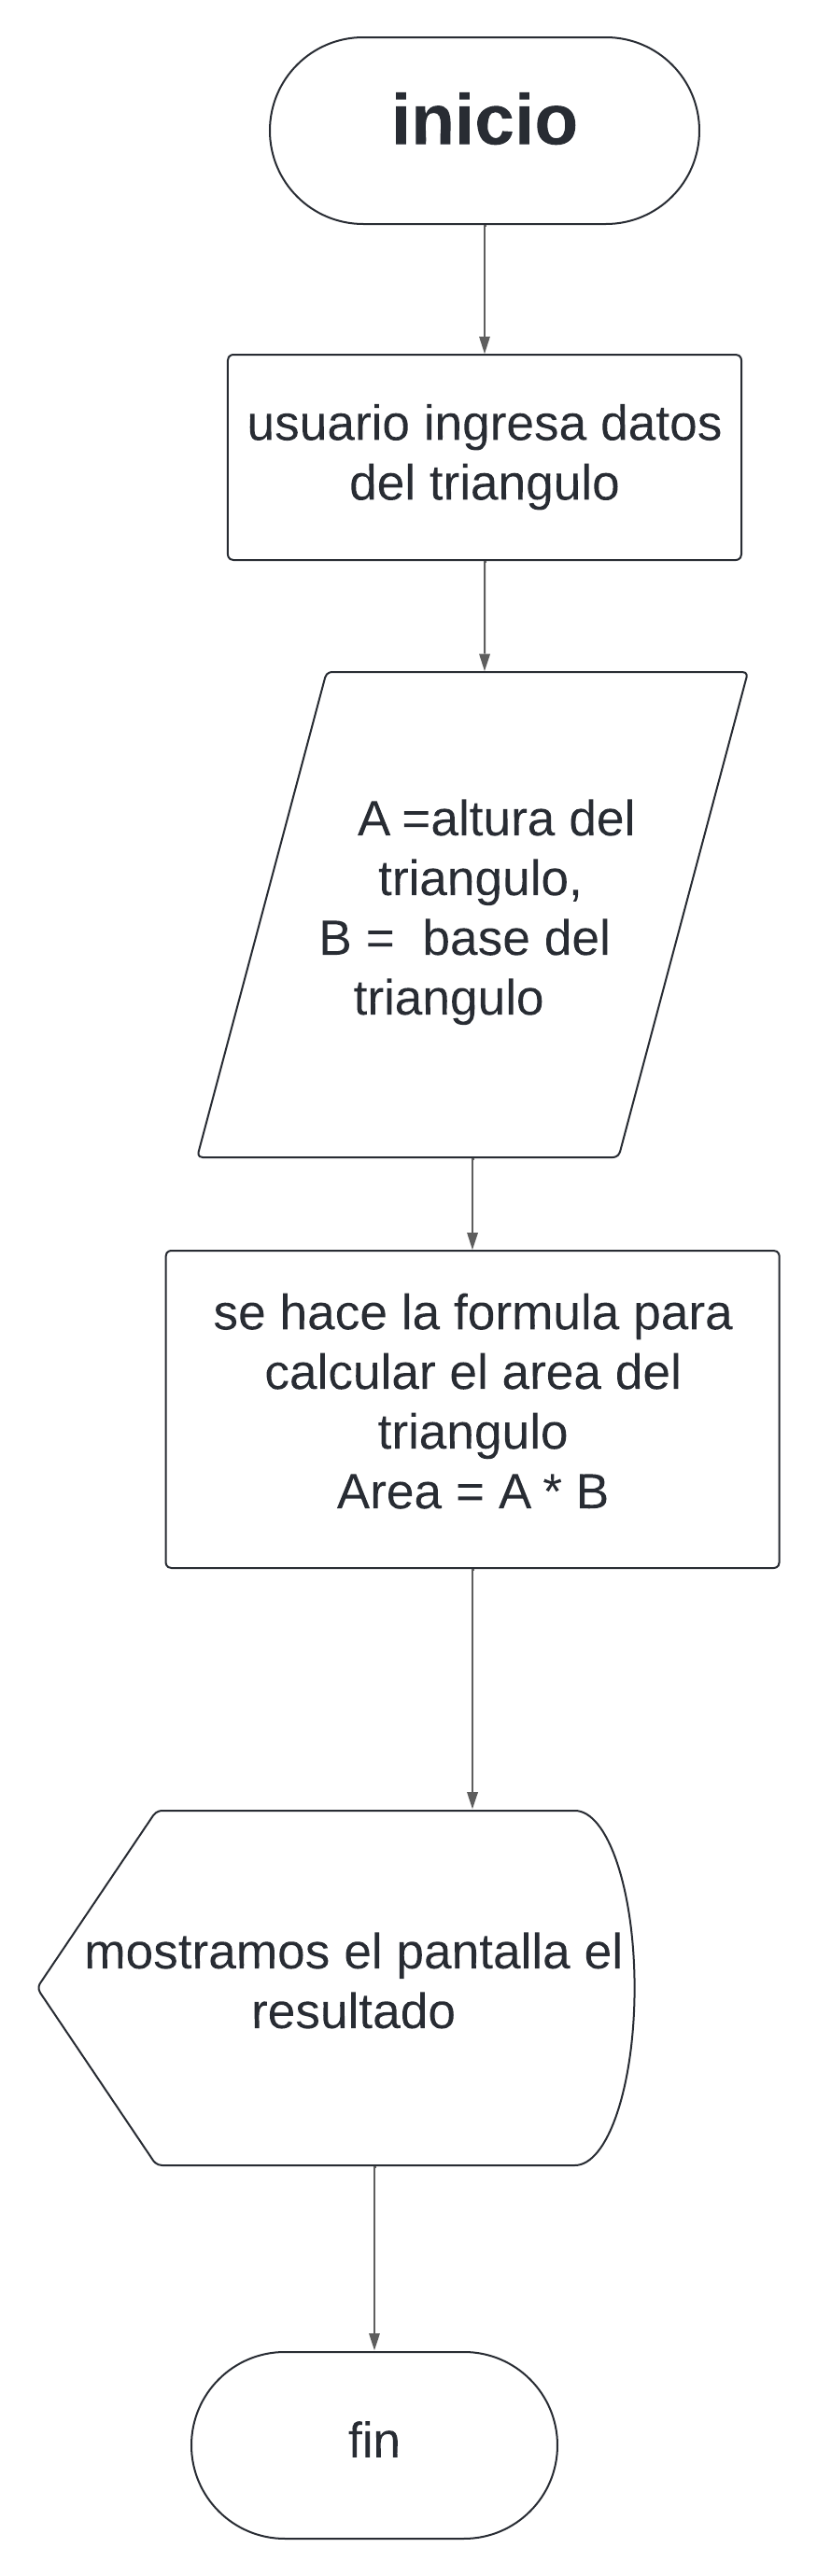 inicio
usuario ingresa datos
del triangulo
A =altura del
triangulo,
B =  base del
triangulo
se hace la formula para
calcular el area del
triangulo
Area = A * B
mostramos el pantalla el
resultado
fin